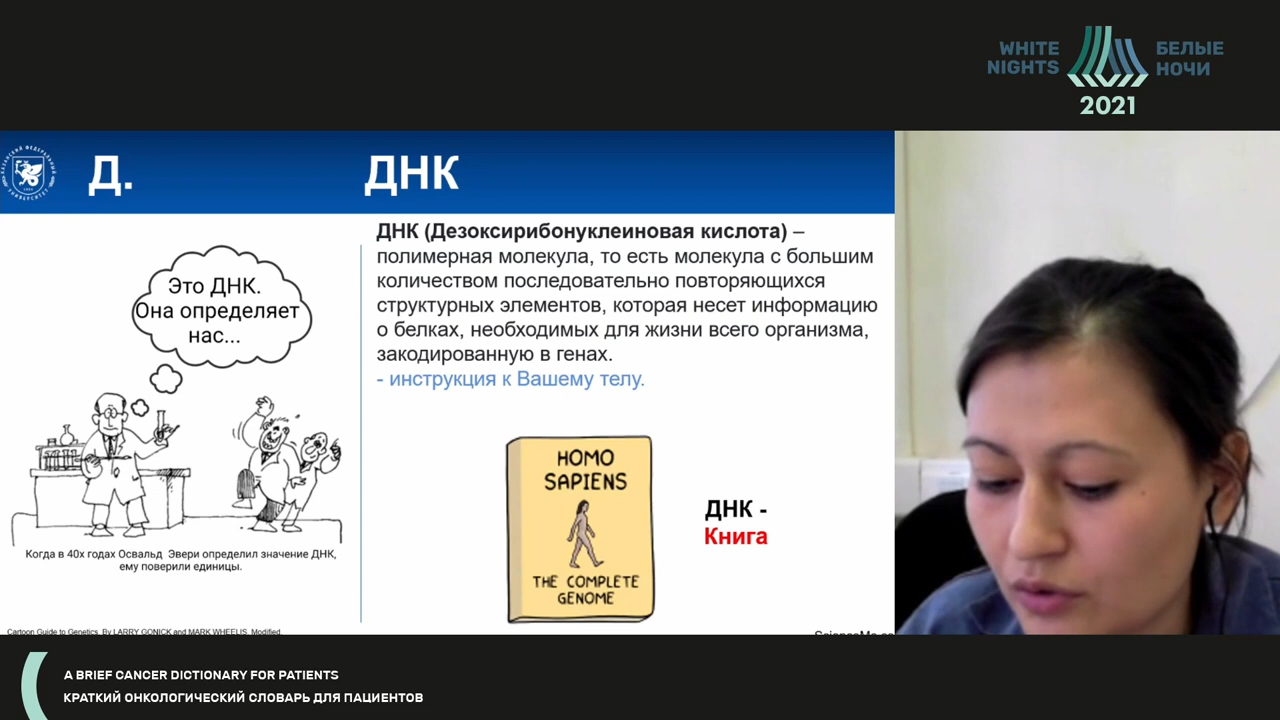 WHITE
NIGHTS
БЕЛЫЕ
НОЧИ
2021
Д.
ДНК
ДНК (Дезоксирибонуклеиновая кислота) –
полимерная молекула, то есть молекула с большим
количеством последовательно повторяющихся
структурных элементов, которая несет информацию
о белках, необходимых для жизни всего организма,
закодированную в генах.
- инструкция к Вашему телу.
Это ДНК.
Она определяет
нас...
Когда в 40х годах Освальд Эвери определил значение ДНК,
ему поверили единицы.
HOMO
SAPIENS
THE COMPLETE
GENOME
ДНК -
Книга
Cartoon Guide to Genetics. By LARRY GONICK and MARK WHEELIS. Modified
A BRIEF CANCER DICTIONARY FOR PATIENTS
КРАТКИЙ ОНКОЛОГИЧЕСКИЙ СЛОВАРЬ ДЛЯ ПАЦИЕНТОВ